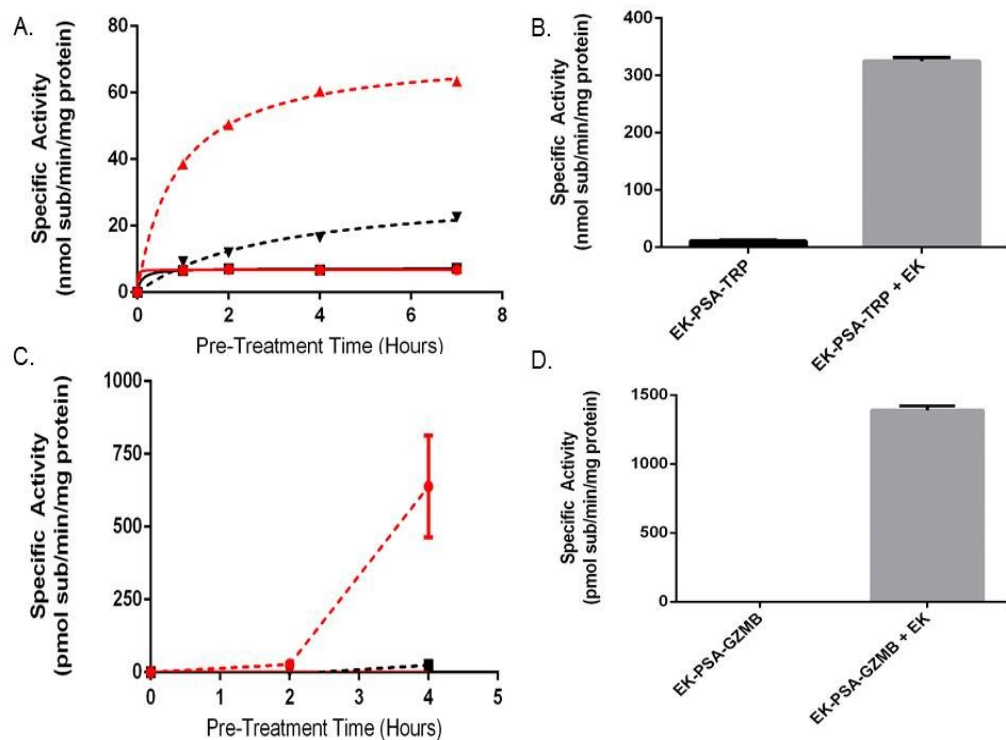 A.
Specific Activity
(nmol sub/min/mg protein)
80
60
40
20
0
0
2
4
6
8
Pre-Treatment Time (Hours)
B.
Specific Activity
(nmol sub/min/mg protein)
400
300
200
100
0
EK-PSA-TRP
EK-PSA-TRP + EK
C.
Specific Activity
(pmol sub/min/mg protein)
1000
750
500
250
0
0
1
2
3
4
5
Pre-Treatment Time (Hours)
D.
Specific Activity
(pmol sub/min/mg protein)
1500
1000
500
0
EK-PSA-GZMB
EK-PSA-GZMB + EK